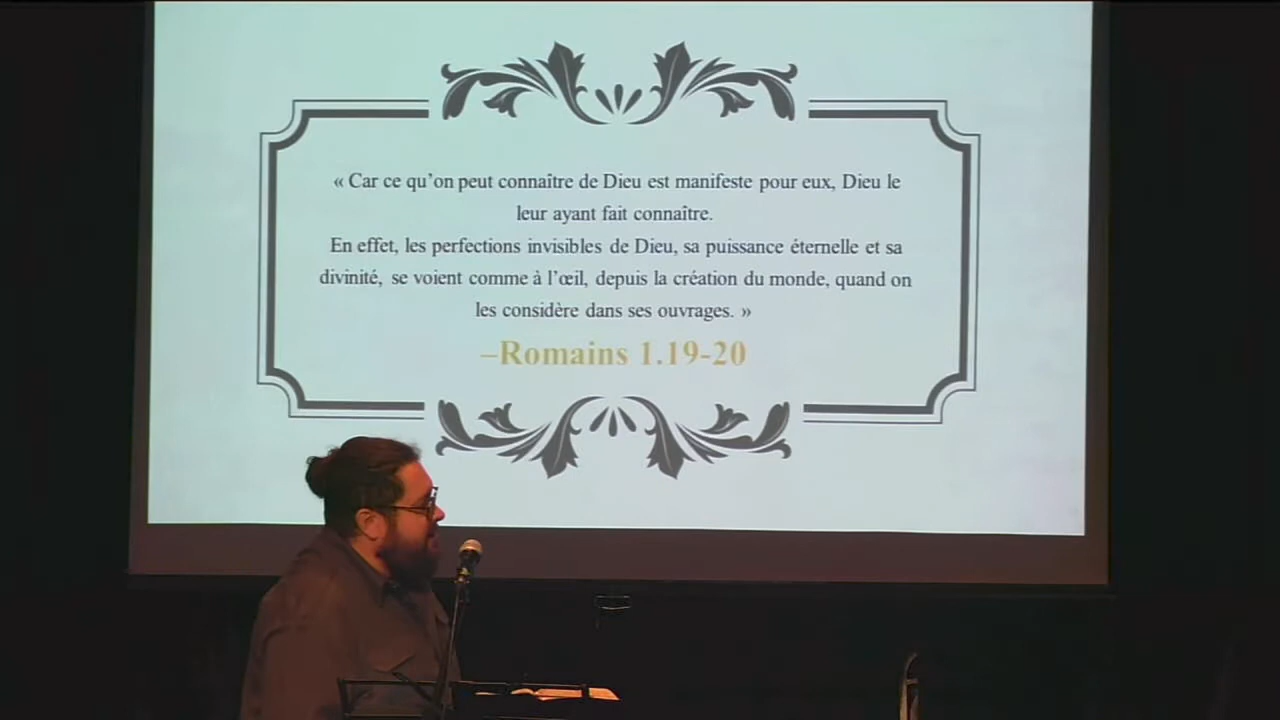 « Car ce qu’on peut connaître de Dieu est manifeste pour eux, Dieu le
leur ayant fait connaître.
En effet, les perfections invisibles de Dieu, sa puissance éternelle et sa
divinité, se voient comme à l’œil, depuis la création du monde, quand on
les considère dans ses ouvrages. »
–Romains 1.19-20